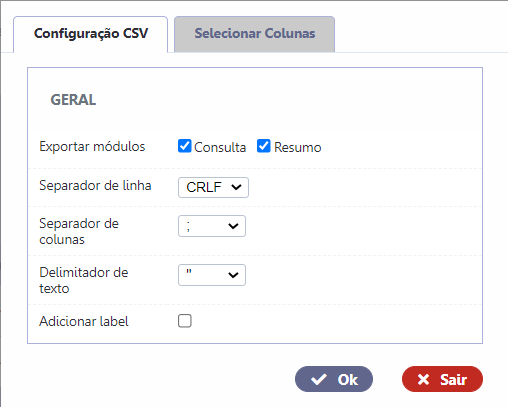 Configuração CSV
Selecionar Colunas
GERAL
Exportar módulos
Consulta
Resumo
Separador de linha
CRLF
Separador de
colunas
;
Delimitador de
texto
"
Adicionar label
Ok
Sair